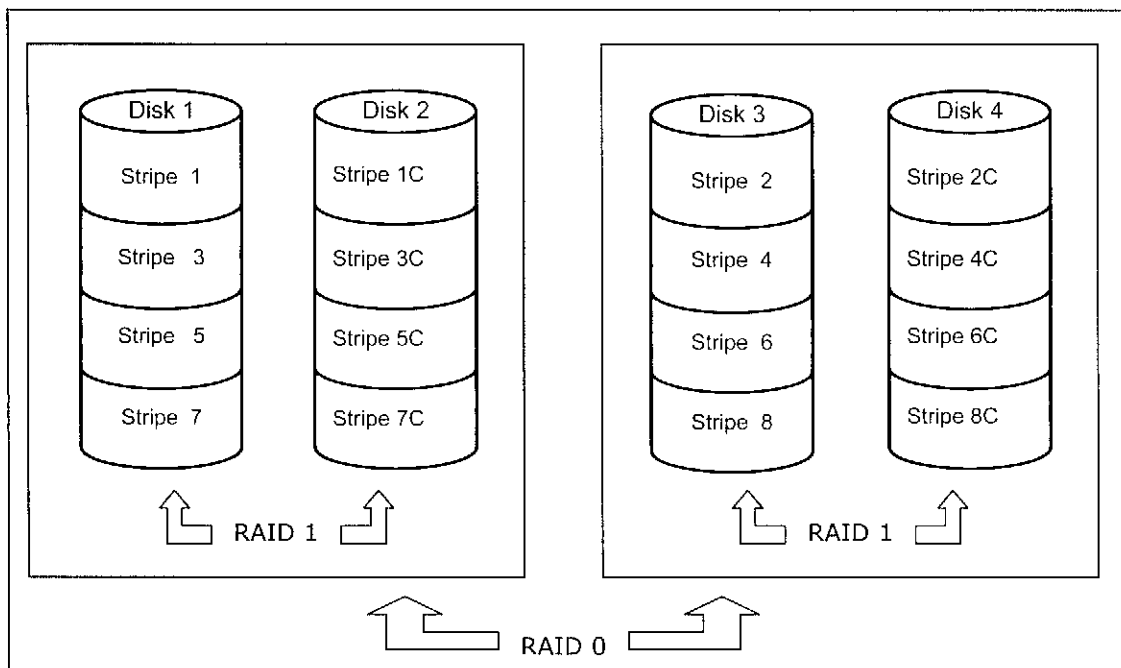 Disk 1
Stripe 1
Stripe 3
Stripe 5
Stripe 7
Disk 2
Stripe 1C
Stripe 3C
Stripe 5C
Stripe 7C
RAID 1
Disk 3
Stripe 2
Stripe 4
Stripe 6
Stripe 8
Disk 4
Stripe 2C
Stripe 4C
Stripe 6C
Stripe 8C
RAID 1
RAID 0